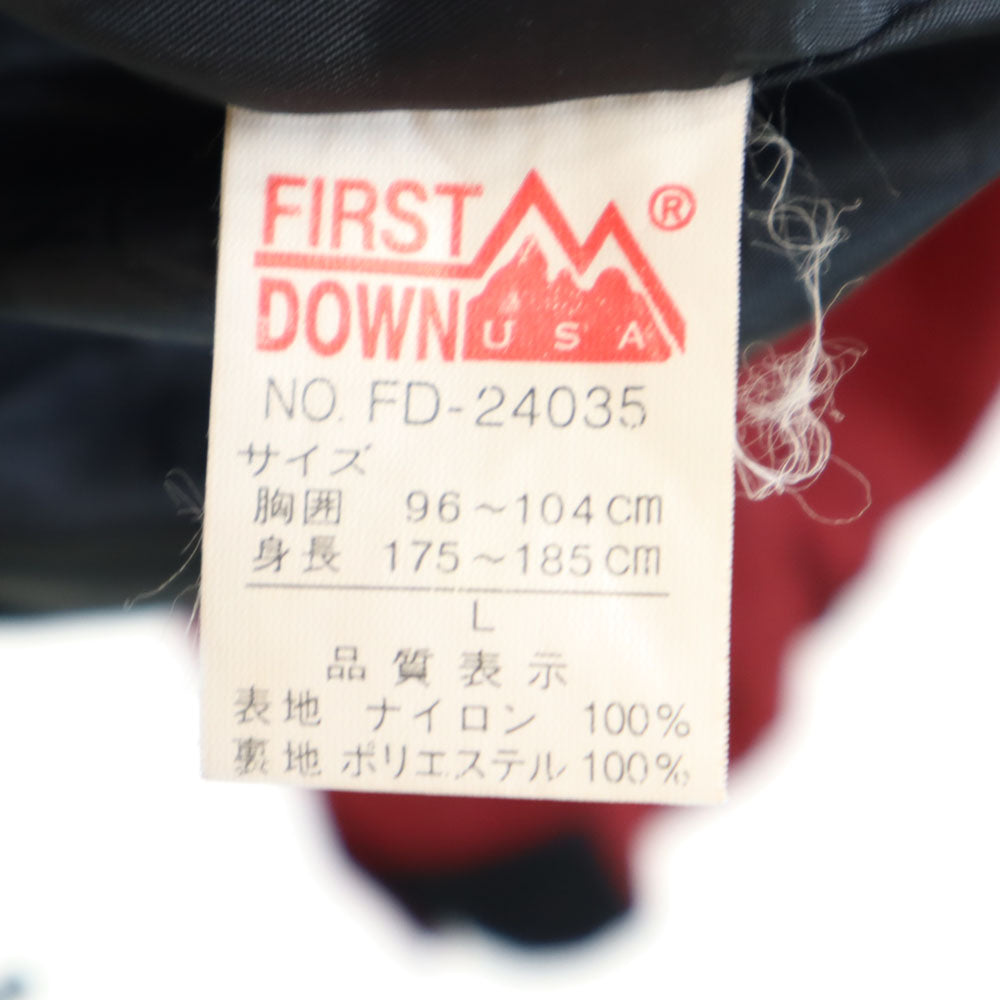 FIRST
DOWN
USA
®
NO. FD-24035
サイズ
胸囲 96~104cm
身長 175~185cm
L
品質表示
表地 ナイロン 100%
裏地 ポリエステル 100%